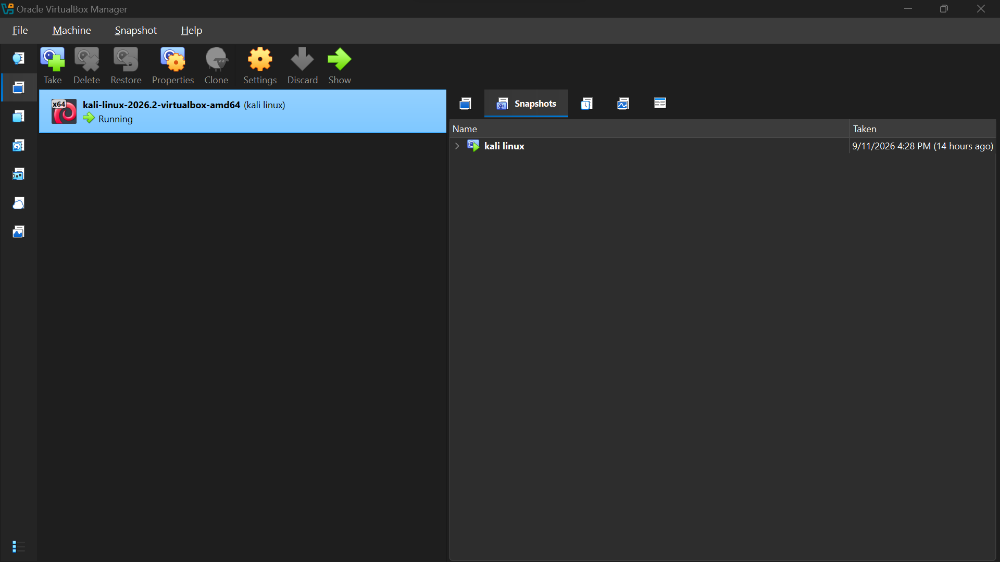 Oracle VirtualBox Manager
File Machine Snapshot Help
Take Delete Restore Properties Clone Settings Discard Show
x64
kali-linux-2026.2-virtualbox-amd64 (kali linux)
Running
Snapshots
Name Taken
kali linux 9/11/2026 4:28 PM (14 hours ago)